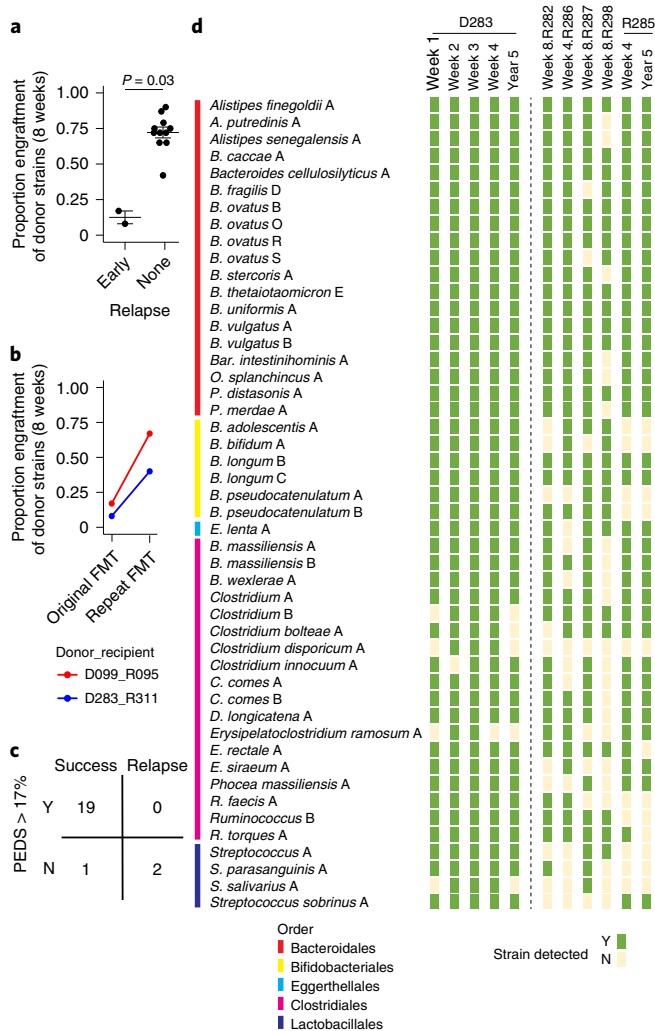 a
P = 0.03
1.00
0.75
0.50
0.25
0
Proportion engraftment
of donor strains (8 weeks)
Early
None
Relapse
b
1.00
0.75
0.50
0.25
0
Proportion engraftment
of donor strains (8 weeks)
Original FMT
Repeat FMT
Donor_recipient
D099_R095
D283_R311
c
Success
Relapse
PEDS > 17%
Y
19
0
N
1
2
d
D283
R285
Week 1
Week 2
Week 3
Week 4
Year 5
Week 8.R282
Week 4.R286
Week 8.R287
Week 8.R298
Week 4
Year 5
Alistipes finegoldii A
A. putredinis A
Alistipes senegalensis A
B. caccae A
Bacteroides cellulosilyticus A
B. fragilis D
B. ovatus B
B. ovatus O
B. ovatus R
B. ovatus S
B. stercoris A
B. thetaiotaomicron E
B. uniformis A
B. vulgatus A
B. vulgatus B
Bar. intestinihominis A
O. splanchincus A
P. distasonis A
P. merdae A
B. adolescentis A
B. bifidum A
B. longum B
B. longum C
B. pseudocatenulatum A
B. pseudocatenulatum B
E. lenta A
B. massiliensis A
B. massiliensis B
B. wexlerae A
Clostridium A
Clostridium B
Clostridium bolteae A
Clostridium disporicum A
Clostridium innocuum A
C. comes A
C. comes B
D. longicatena A
Erysipelatoclostridium ramosum A
E. rectale A
E. siraeum A
Phocea massiliensis A
R. faecis A
Ruminococcus B
R. torques A
Streptococcus A
S. parasanguinis A
S. salivarius A
Streptococcus sobrinus A
Order
Bacteroidales
Bifidobacteriales
Eggerthellales
Clostridiales
Lactobacillales
Strain detected
Y
N